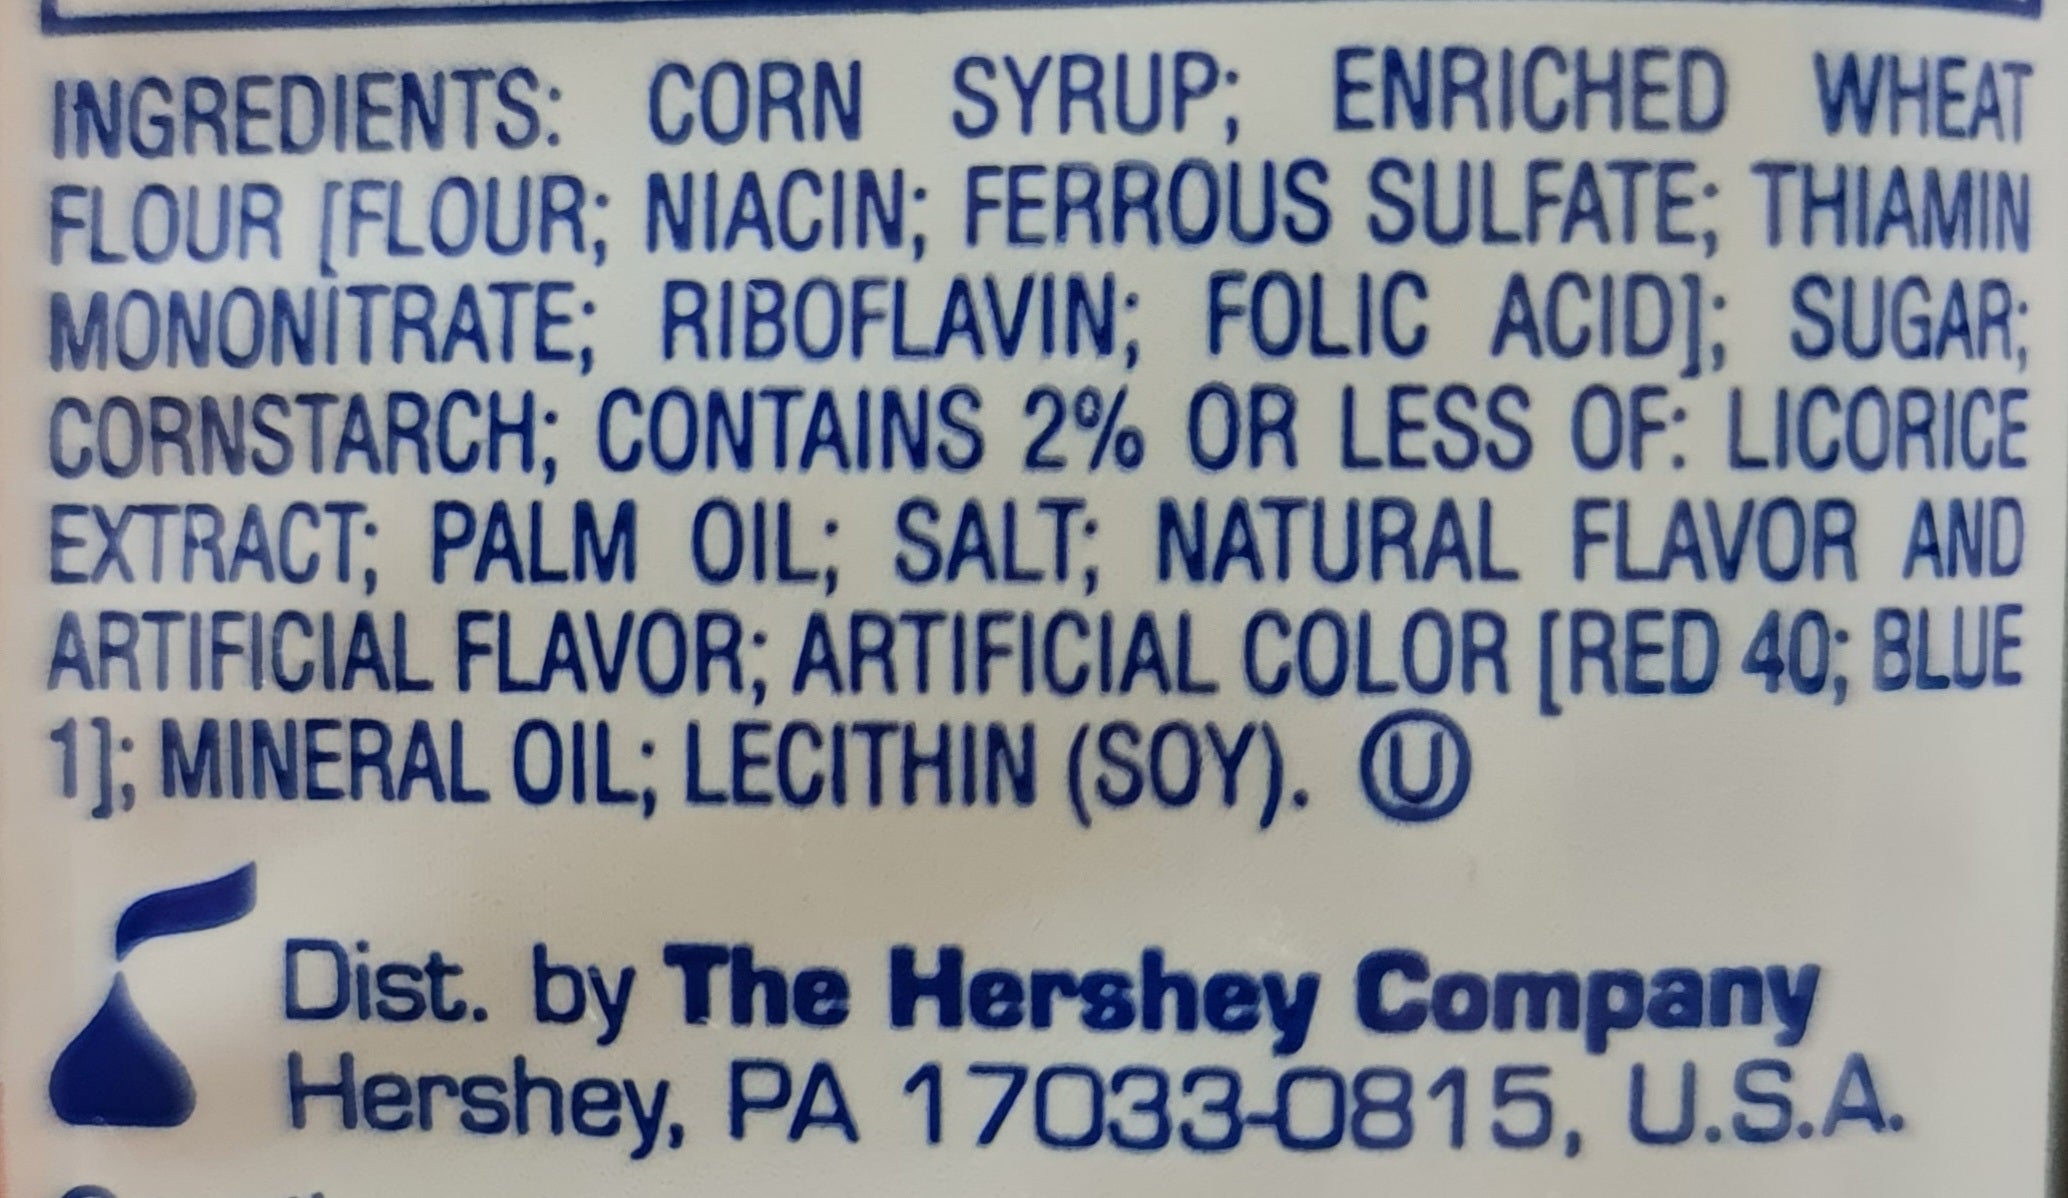 INGREDIENTS: CORN SYRUP; ENRICHED WHEAT
FLOUR [FLOUR; NIACIN; FERROUS SULFATE; THIAMIN
MONONITRATE; RIBOFLAVIN; FOLIC ACID]; SUGAR;
CORNSTARCH; CONTAINS 2% OR LESS OF: LICORICE
EXTRACT; PALM OIL; SALT; NATURAL FLAVOR AND
ARTIFICIAL FLAVOR; ARTIFICIAL COLOR [RED 40; BLUE
1]; MINERAL OIL; LECITHIN (SOY). Ⓤ
Dist. by The Hershey Company
Hershey, PA 17033-0815, U.S.A.